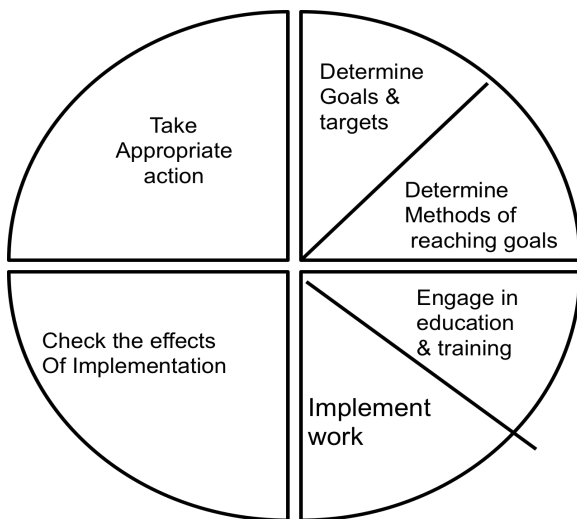 Take
Appropriate
action
Determine
Goals &
targets
Determine
Methods of
reaching goals
Check the effects
Of Implementation
Engage in
education
& training
Implement
work